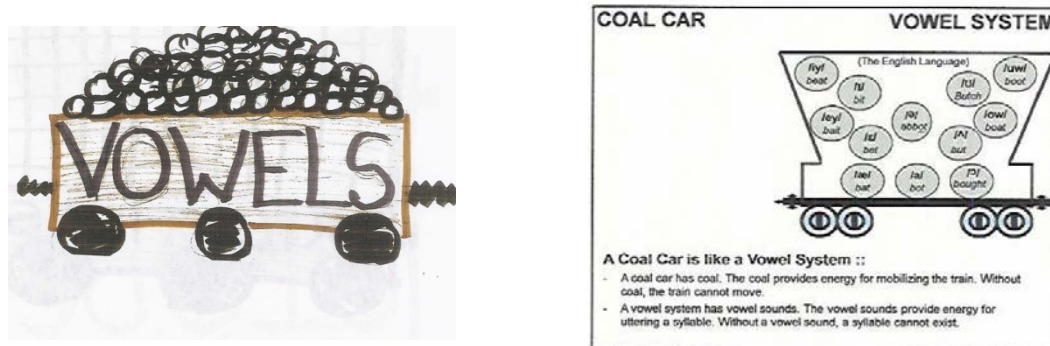 VOWELS
COAL CAR
VOWEL SYSTEM
(The English Language)
/iy/
beat
/uw/
boot
/ɪ/
bit
/ʊ/
Butch
/ey/
bait
/ə/
abbot
/ow/
boat
/ɛ/
bet
/ʌ/
but
/æ/
bat
/a/
bot
/ɔ/
bought
A Coal Car is like a Vowel System ::
- A coal car has coal. The coal provides energy for mobilizing the train. Without
coal, the train cannot move.
- A vowel system has vowel sounds. The vowel sounds provide energy for
uttering a syllable. Without a vowel sound, a syllable cannot exist.